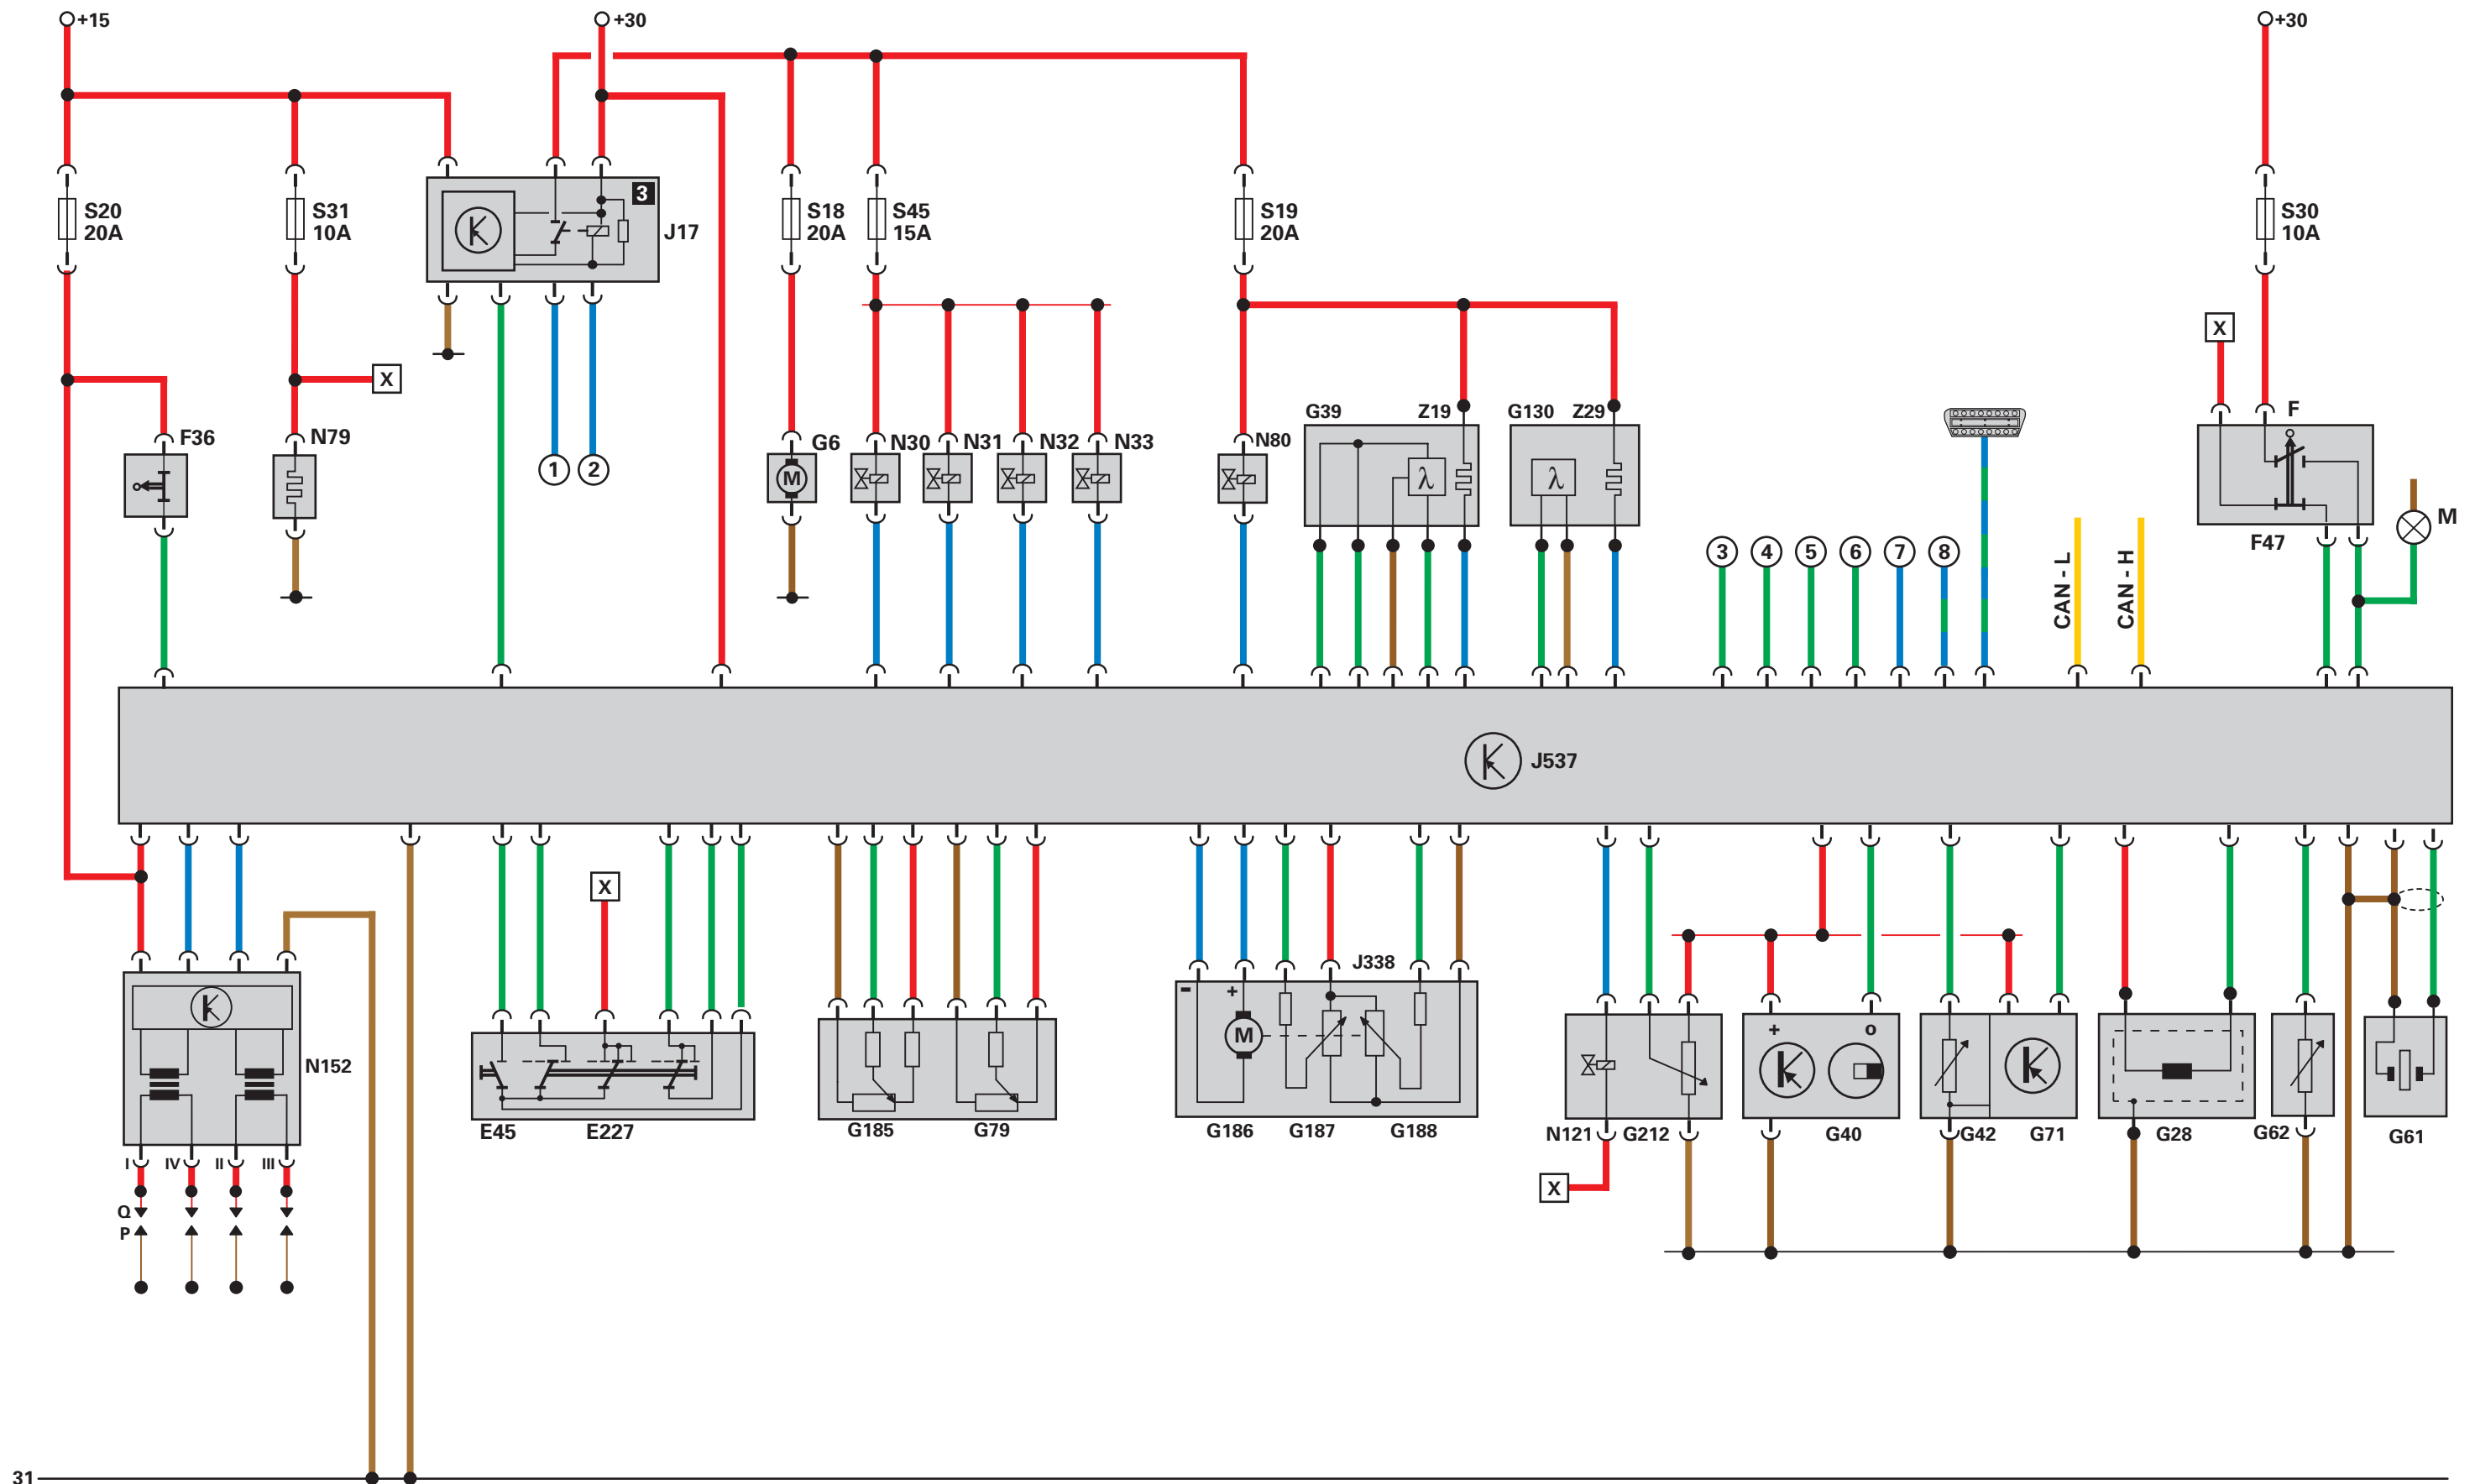 +15
+30
+30
S20
20A
S31
10A
3
J17
S18
20A
S45
15A
S19
20A
S30
10A
X
X
F36
N79
1
2
G6
M
N30
N31
N32
N33
N80
G39
Z19
λ
G130
Z29
λ
F
F47
M
3
4
5
6
7
8
CAN - L
CAN - H
J537
X
J338
- +
M
+ o
N152
E45
E227
G185
G79
G186
G187
G188
N121
G212
G40
G42
G71
G28
G62
G61
I
IV
II
III
X
Q
P
31